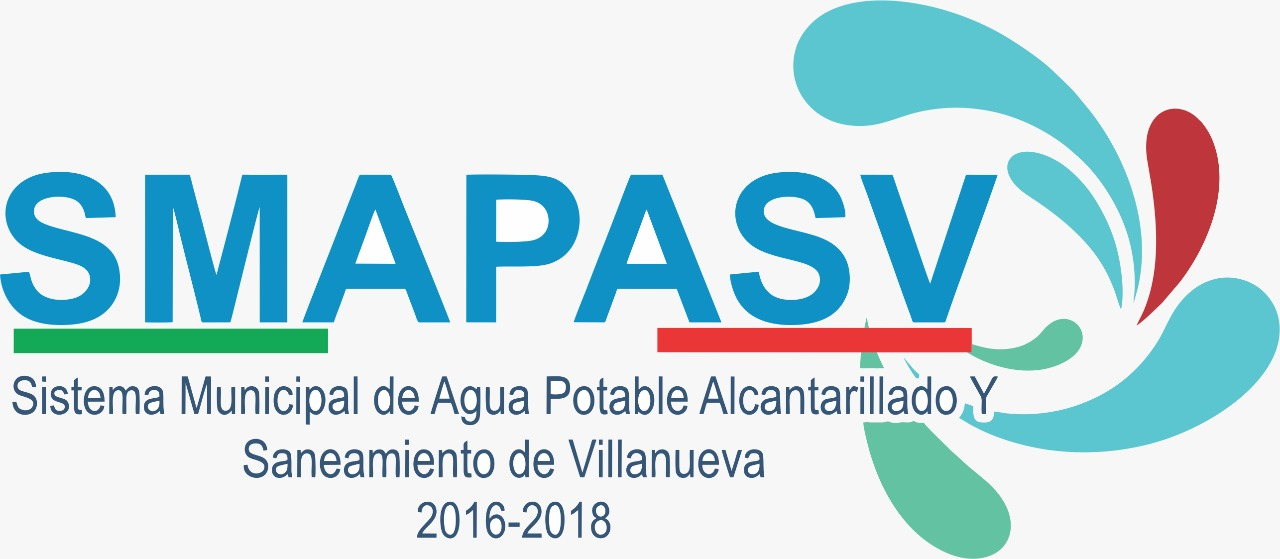 SMAPASV
Sistema Municipal de Agua Potable Alcantarillado Y
Saneamiento de Villanueva
2016-2018